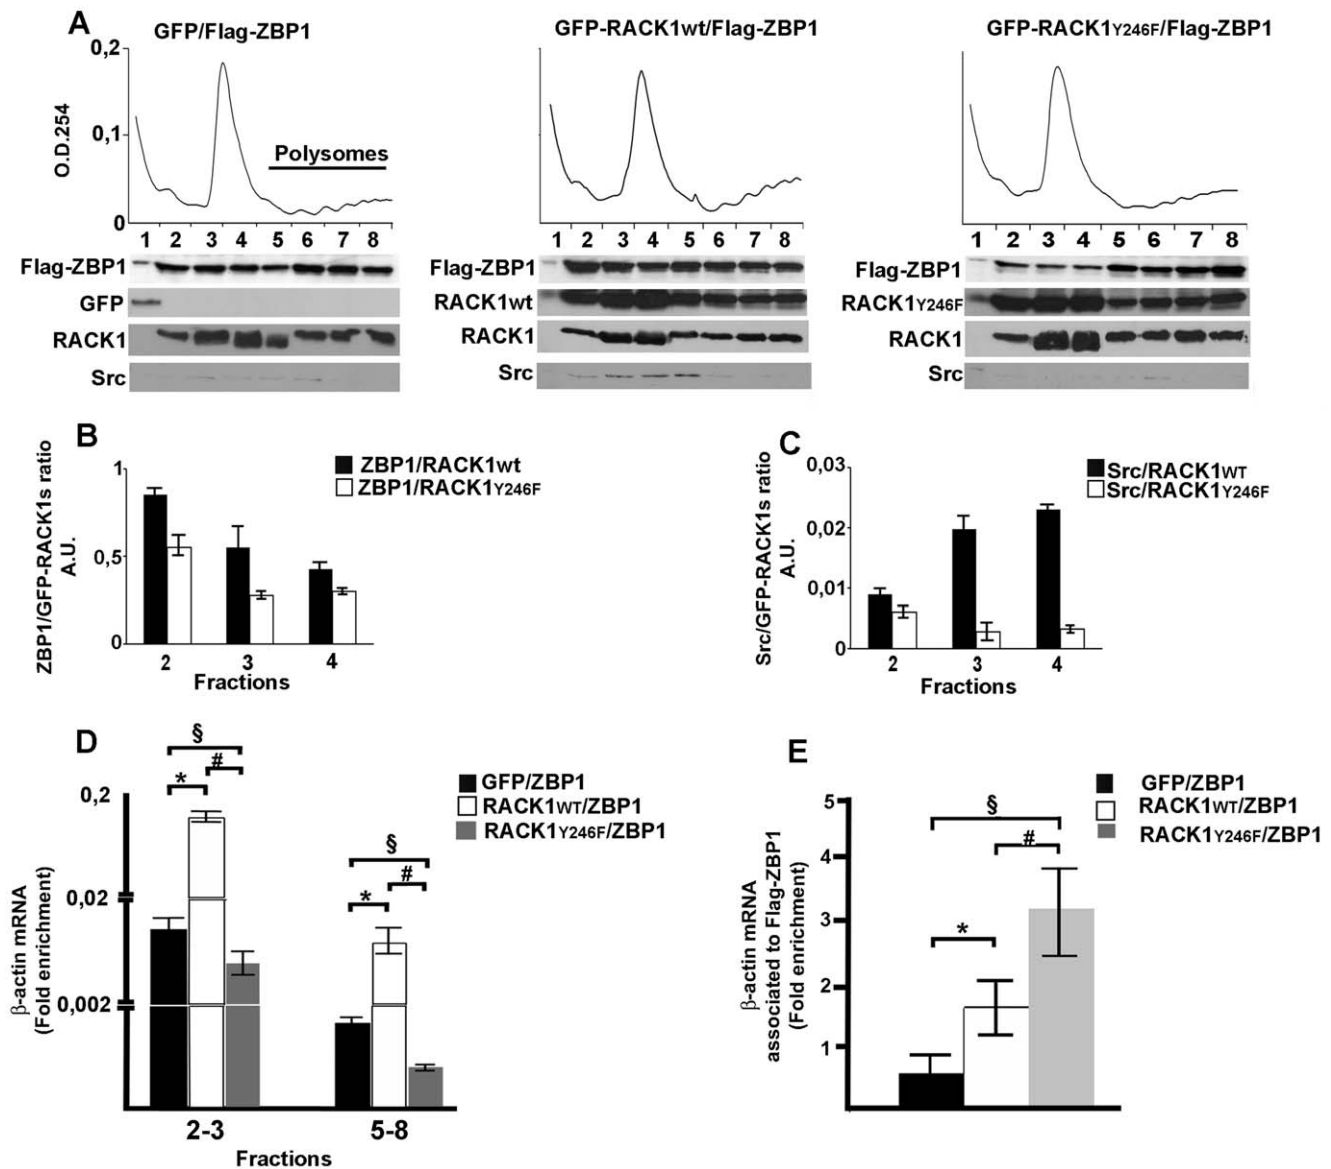 A
GFP/Flag-ZBP1
GFP-RACK1wt/Flag-ZBP1
GFP-RACK1Y246F/Flag-ZBP1
0,2
0,1
0
O.D.254
Polysomes
1 2 3 4 5 6 7 8
1 2 3 4 5 6 7 8
1 2 3 4 5 6 7 8
Flag-ZBP1
GFP
RACK1
Src
Flag-ZBP1
RACK1wt
RACK1
Src
Flag-ZBP1
RACK1Y246F
RACK1
Src
B
ZBP1/GFP-RACK1s ratio
A.U.
1
0,5
0
ZBP1/RACK1wt
ZBP1/RACK1Y246F
2 3 4
Fractions
C
Src/GFP-RACK1s ratio
A.U.
0,03
0,02
0,01
0
Src/RACK1WT
Src/RACK1Y246F
2 3 4
Fractions
D
β-actin mRNA
(Fold enrichment)
0,2
0,02
0,002
§
#
*
§
#
*
GFP/ZBP1
RACK1WT/ZBP1
RACK1Y246F/ZBP1
2-3 5-8
Fractions
E
β-actin mRNA
associated to Flag-ZBP1
(Fold enrichment)
5
4
3
2
1
§
#
*
GFP/ZBP1
RACK1WT/ZBP1
RACK1Y246F/ZBP1